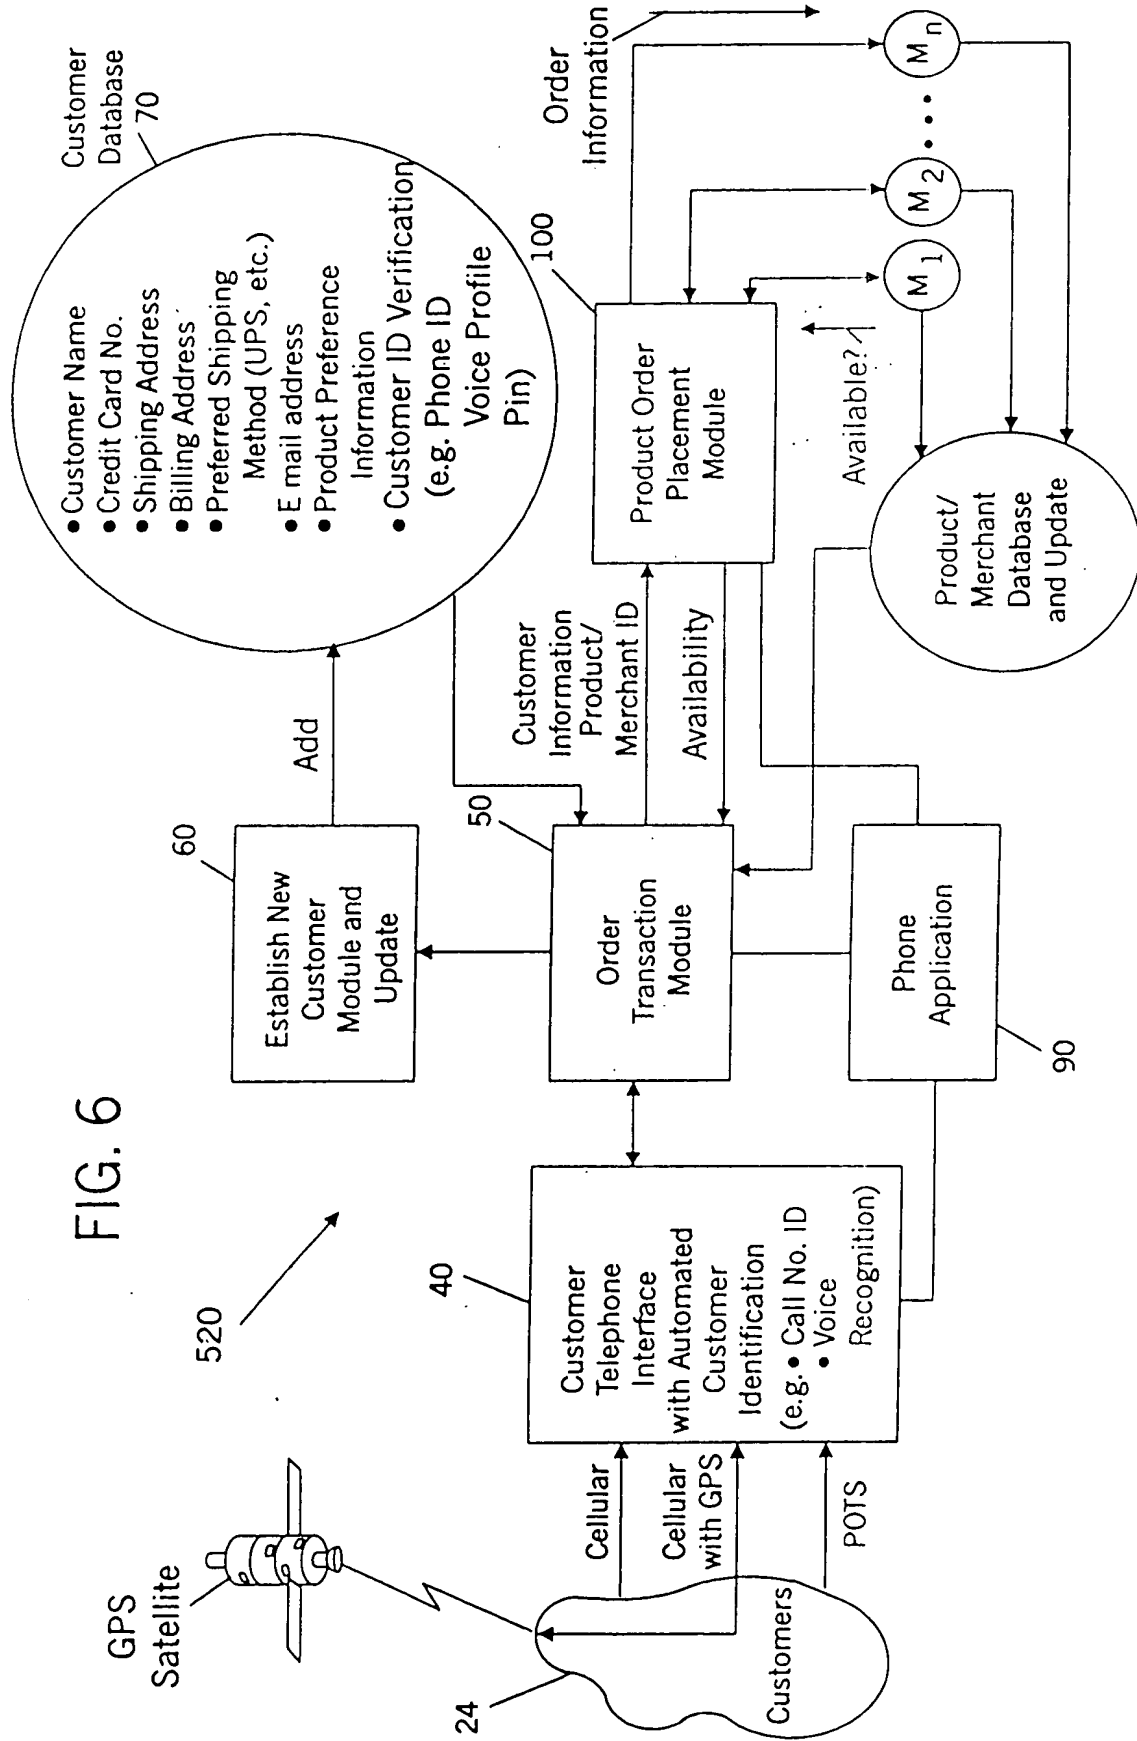 FIG. 6
520
GPS
Satellite
24
Customers
Cellular
Cellular
with GPS
POTS
40
Customer
Telephone
Interface
with Automated
Customer
Identification
(e.g. • Call No. ID
• Voice
Recognition)
60
Establish New
Customer
Module and
Update
Add
50
Order
Transaction
Module
Phone
Application
90
Customer
Database
70
• Customer Name
• Credit Card No.
• Shipping Address
• Billing Address
• Preferred Shipping
Method (UPS, etc.)
• E mail address
• Product Preference
Information
• Customer ID Verification
(e.g. Phone ID
Voice Profile
Pin)
Customer
Information
Product/
Merchant ID
Availability
100
Product Order
Placement
Module
Order
Information
Available?
M1
M2
• • • •
Mn
Product/
Merchant
Database
and Update